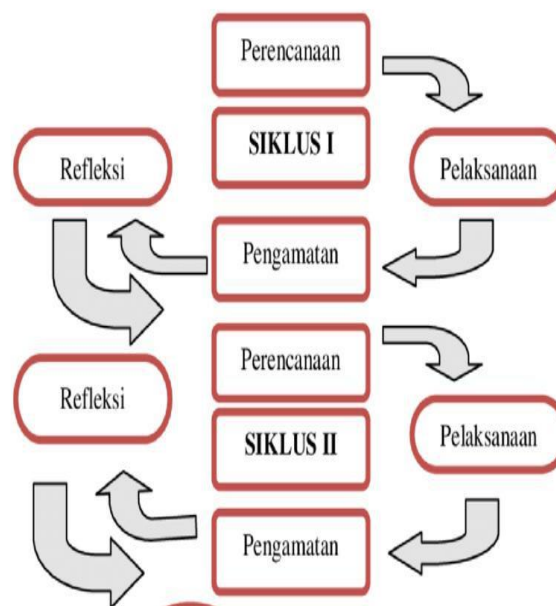 Perencanaan
SIKLUS I
Refleksi
Pelaksanaan
Pengamatan
Perencanaan
Refleksi
SIKLUS II
Pelaksanaan
Pengamatan